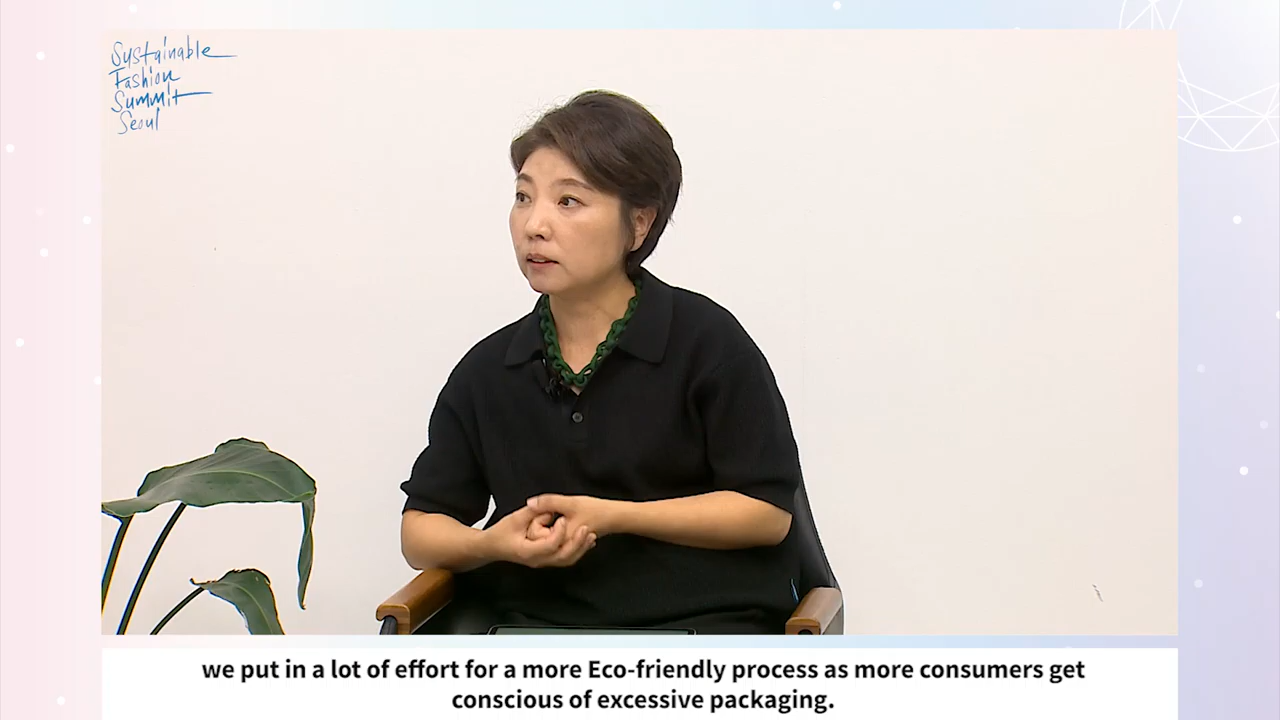 Sustainable
Fashion
Summit
Seoul
we put in a lot of effort for a more Eco-friendly process as more consumers get
conscious of excessive packaging.